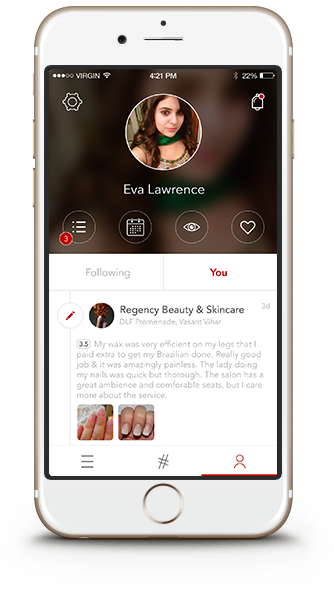 VIRGIN 4:21 PM 22%
Eva Lawrence
3
Following You
Regency Beauty & Skincare 3d
DLF Promenade, Vasant Vihar
3.5 My wax was very efficient on my legs that I
paid extra to get my Brazilian done. Really good
job & it was amazingly painless. The lady doing
my nails was quick but thorough. The salon has a
great ambience and comforable seats, but I care
more about the service.
#